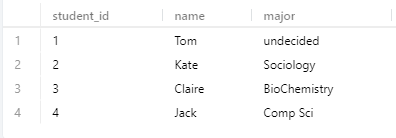 student_id name major
1 1 Tom undecided
2 2 Kate Sociology
3 3 Claire BioChemistry
4 4 Jack Comp Sci